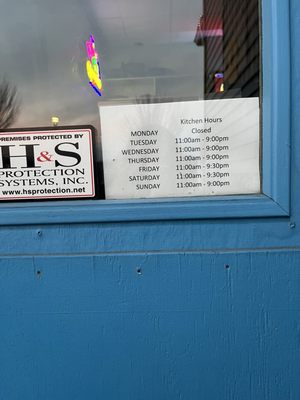 PREMISES PROTECTED BY
H&S
PROTECTION
SYSTEMS, INC.
www.hsprotection.net
Kitchen Hours
MONDAY Closed
TUESDAY 11:00am - 9:00pm
WEDNESDAY 11:00am - 9:00pm
THURSDAY 11:00am - 9:00pm
FRIDAY 11:00am - 9:30pm
SATURDAY 11:00am - 9:30pm
SUNDAY 11:00am - 9:00pm